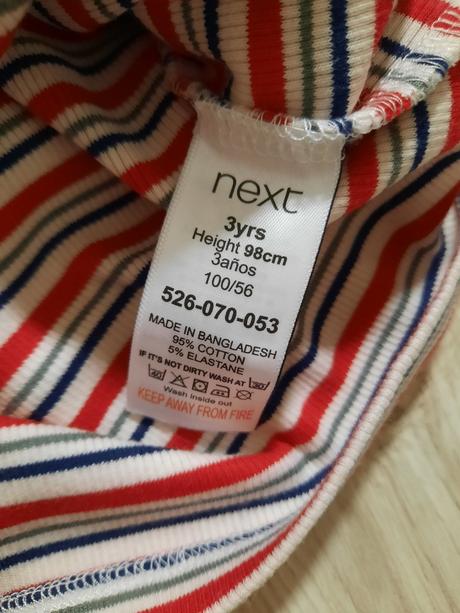 next
3yrs
Height 98cm
3años
100/56
526-070-053
MADE IN BANGLADESH
95% COTTON
5% ELASTANE
IF IT'S NOT DIRTY WASH AT 30
Wash inside out
KEEP AWAY FROM FIRE